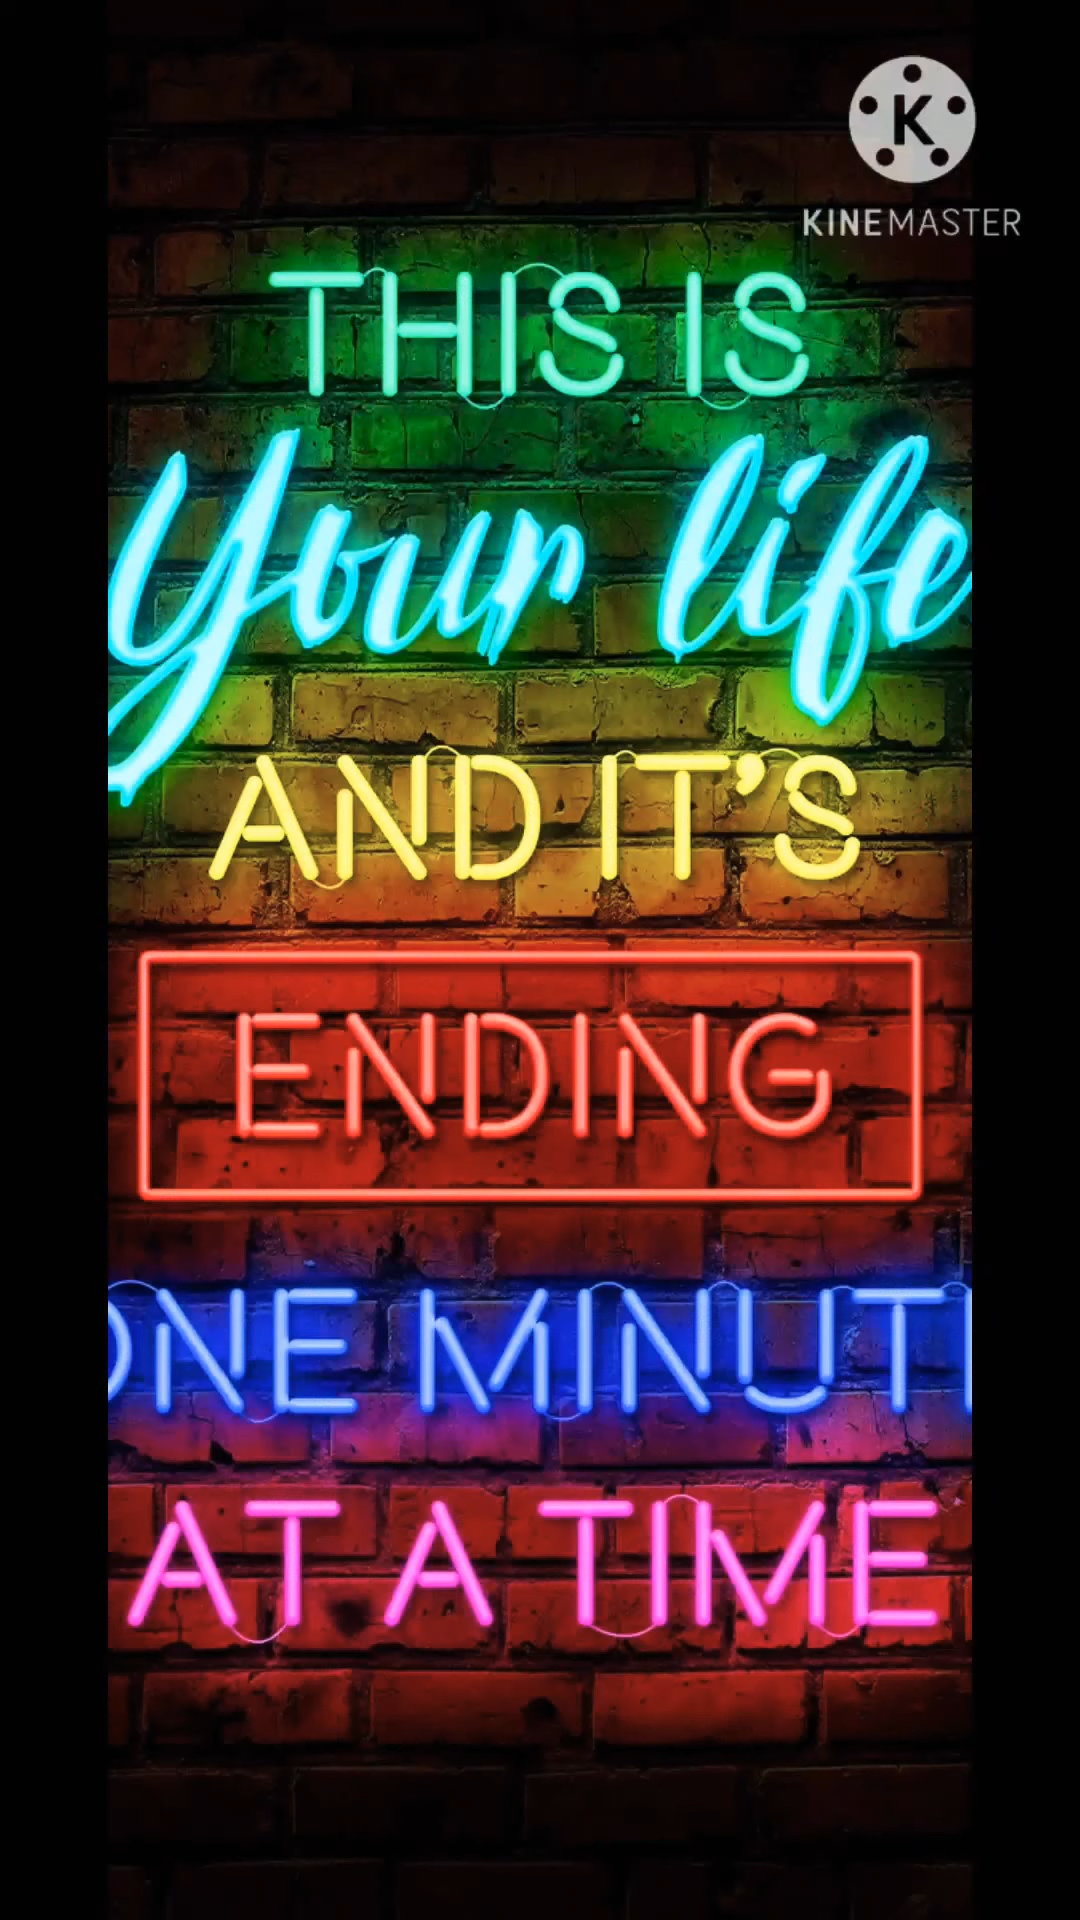 K
KINEMASTER
THIS IS
Your life
AND IT'S
ENDING
ONE MINUTE
AT A TIME